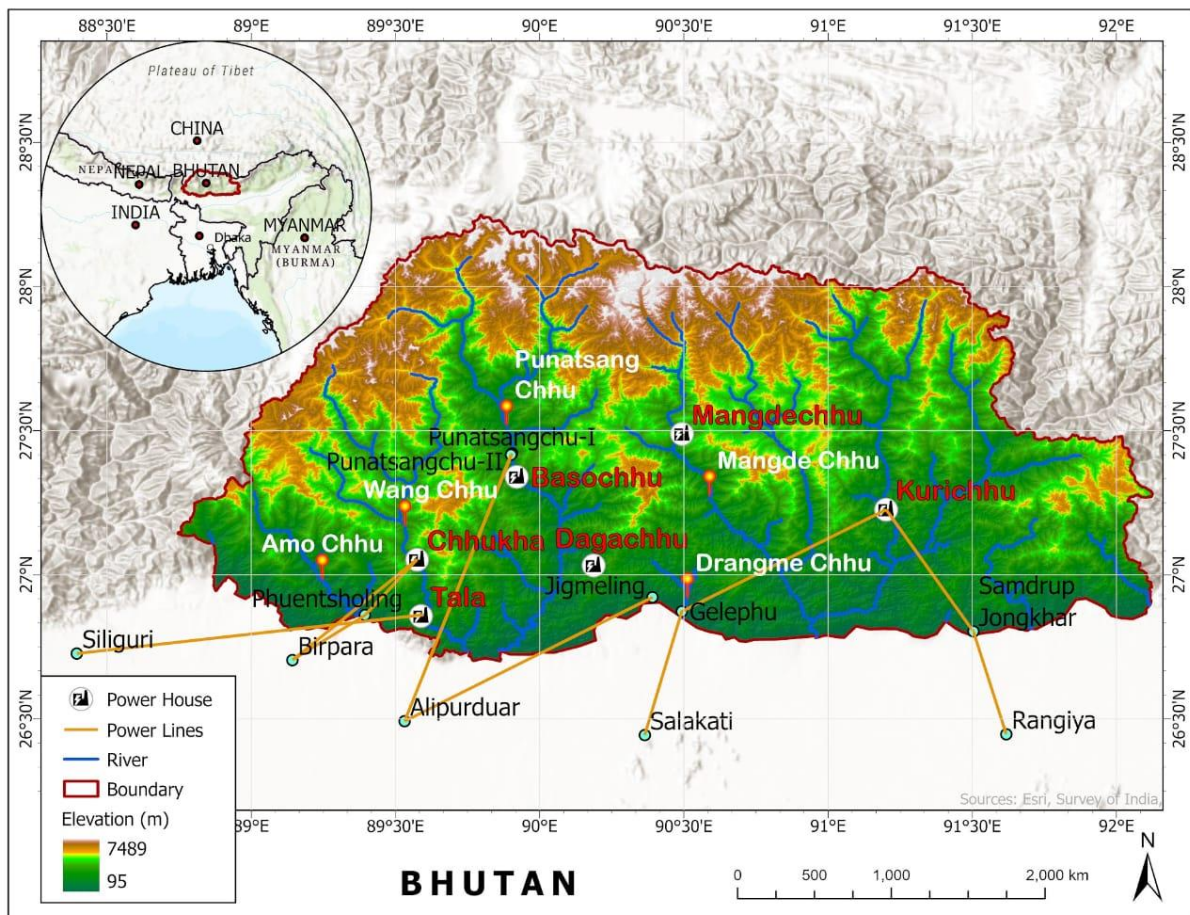 88°30'E
89°E
89°30'E
90°E
90°30'E
91°E
91°30'E
92°E
Plateau of Tibet
CHINA
NEPAL
NEPAL
BHUTAN
INDIA
Dhaka
MYANMAR
MYANMAR
(BURMA)
28°30'N
28°30'N
28°N
28°N
27°30'N
27°30'N
27°N
27°N
26°30'N
26°30'N
Punatsang
Chhu
Mangdechhu
Punatsangchu-I
Punatsangchu-II
Mangde Chhu
Basochhu
Wang Chhu
Kurichhu
Amo Chhu
Chhukha
Dagachhu
Drangme Chhu
Phuentsholing
Tala
Jigmeling
Gelephu
Samdrup
Jongkhar
Siliguri
Birpara
Alipurduar
Salakati
Rangiya
Power House
Power Lines
River
Boundary
Elevation (m)
7489
95
Sources: Esri, Survey of India,
89°E
89°30'E
90°E
90°30'E
91°E
91°30'E
92°E
BHUTAN
0 500 1,000 2,000 km
N